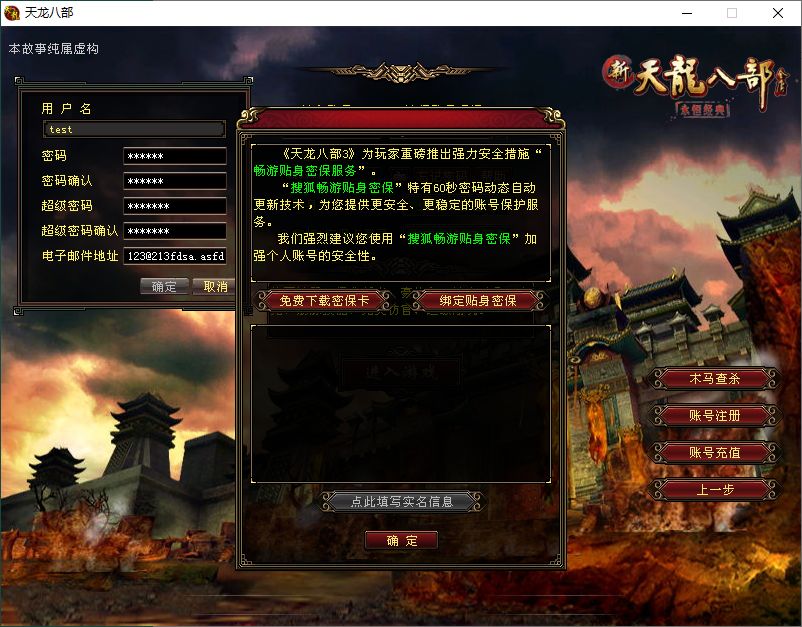 天龙八部
本故事纯属虚构
新天龍八部
永恒经典
用 户 名
test
密码
******
密码确认
******
超级密码
*******
超级密码确认
*******
电子邮件地址
123@213fdsa.asfd
确定
取消
《天龙八部3》为玩家重磅推出强力安全措施“
畅游贴身密保服务”。
“搜狐畅游贴身密保”特有60秒密码动态自动
更新技术，为您提供更安全、更稳定的账号保护服
务。
我们强烈建议您使用“搜狐畅游贴身密保”加
强个人账号的安全性。
免费下载密保卡
绑定贴身密保
进入游戏
点此填写实名信息
确 定
木马查杀
账号注册
账号充值
上一步